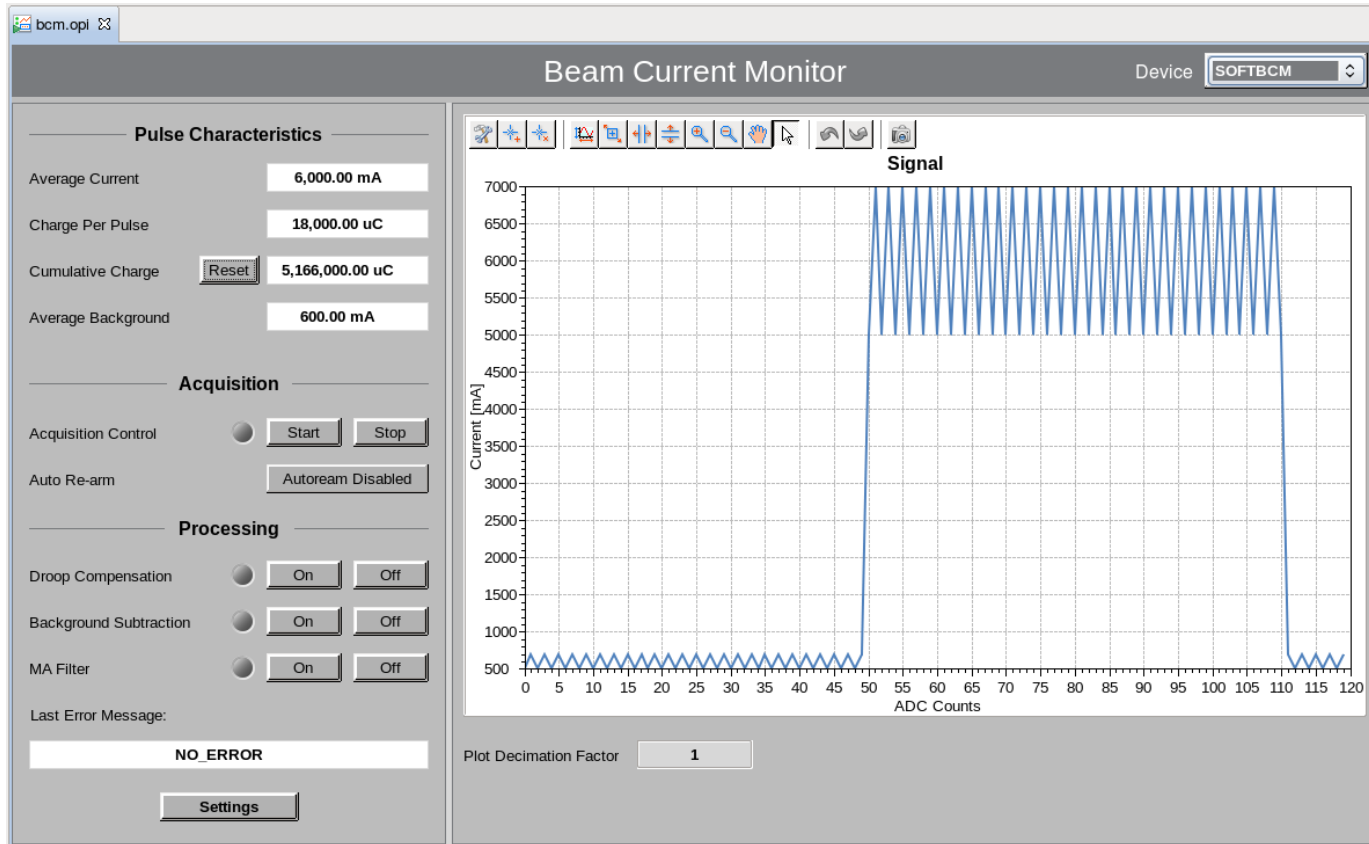 bcm.opi
Beam Current Monitor
Device SOFTBCM
Pulse Characteristics
Average Current 6,000.00 mA
Charge Per Pulse 18,000.00 uC
Cumulative Charge Reset 5,166,000.00 uC
Average Background 600.00 mA
Acquisition
Acquisition Control Start Stop
Auto Re-arm Autoream Disabled
Processing
Droop Compensation On Off
Background Subtraction On Off
MA Filter On Off
Last Error Message:
NO_ERROR
Settings
Signal
7000
6500
6000
5500
5000
4500
4000
3500
3000
2500
2000
1500
1000
500
Current [mA]
0 5 10 15 20 25 30 35 40 45 50 55 60 65 70 75 80 85 90 95 100 105 110 115 120
ADC Counts
Plot Decimation Factor 1